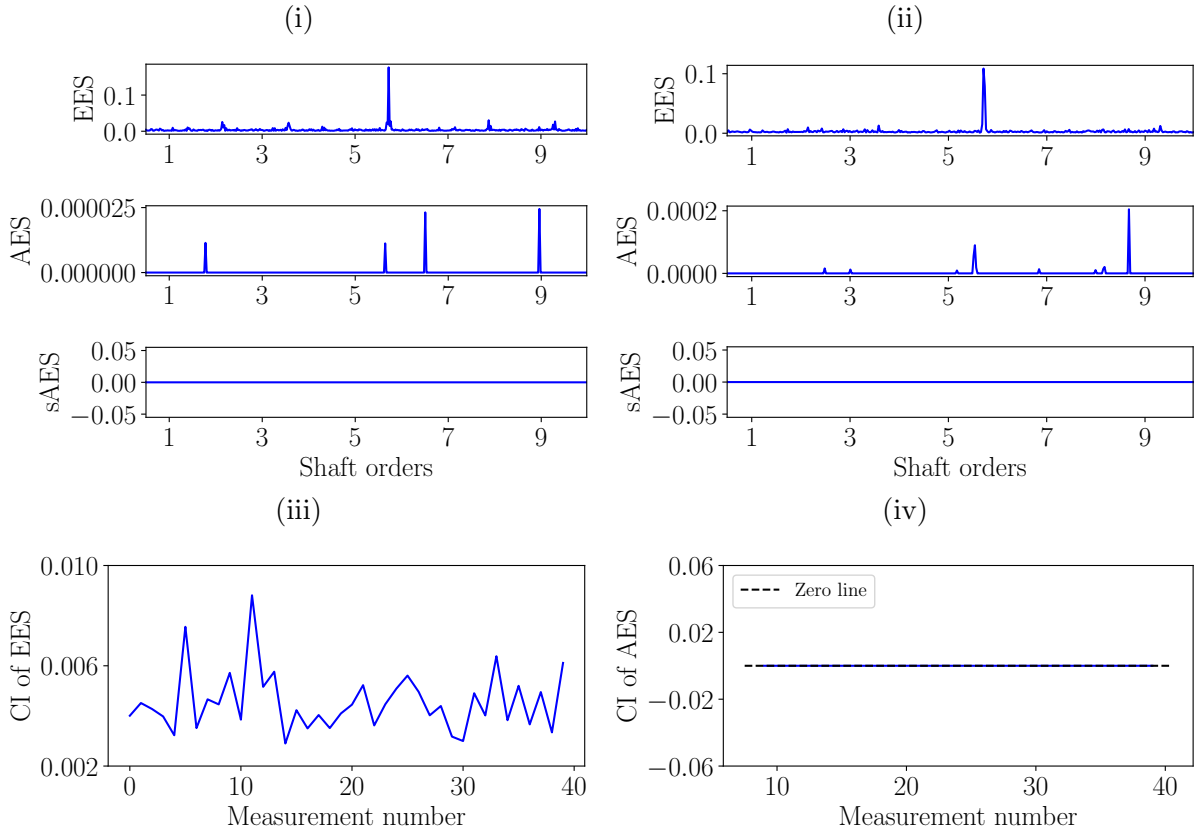 (i)
EES
0.1
0.0
1 3 5 7 9
AES
0.000025
0.000000
1 3 5 7 9
sAES
0.05
0.00
−0.05
1 3 5 7 9
Shaft orders
(ii)
EES
0.1
0.0
1 3 5 7 9
AES
0.0002
0.0000
1 3 5 7 9
sAES
0.05
0.00
−0.05
1 3 5 7 9
Shaft orders
(iii)
CI of EES
0.010
0.006
0.002
0 10 20 30 40
Measurement number
(iv)
CI of AES
0.06
0.02
−0.02
−0.06
Zero line
10 20 30 40
Measurement number